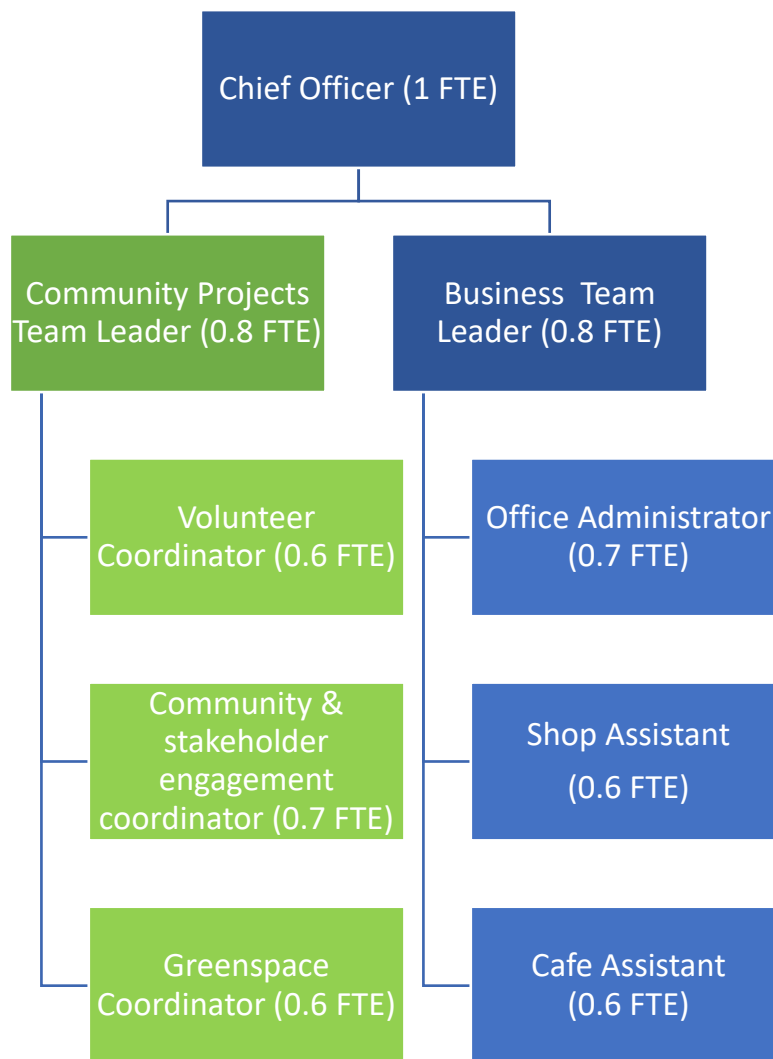 Chief Officer (1 FTE)
Community Projects
Team Leader (0.8 FTE)
Business Team
Leader (0.8 FTE)
Volunteer
Coordinator (0.6 FTE)
Office Administrator
(0.7 FTE)
Community &
stakeholder
engagement
coordinator (0.7 FTE)
Shop Assistant
(0.6 FTE)
Greenspace
Coordinator (0.6 FTE)
Cafe Assistant
(0.6 FTE)